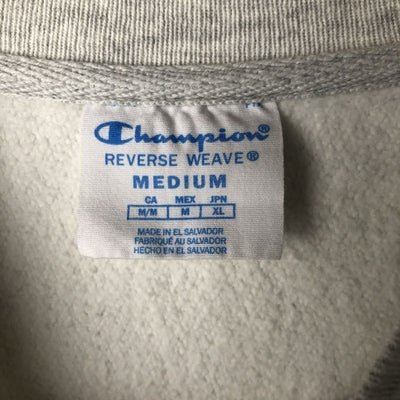 Champion®
REVERSE WEAVE®
MEDIUM
CA MEX JPN
M/M M XL
MADE IN EL SALVADOR
FABRIQUÉ AU SALVADOR
HECHO EN EL SALVADOR